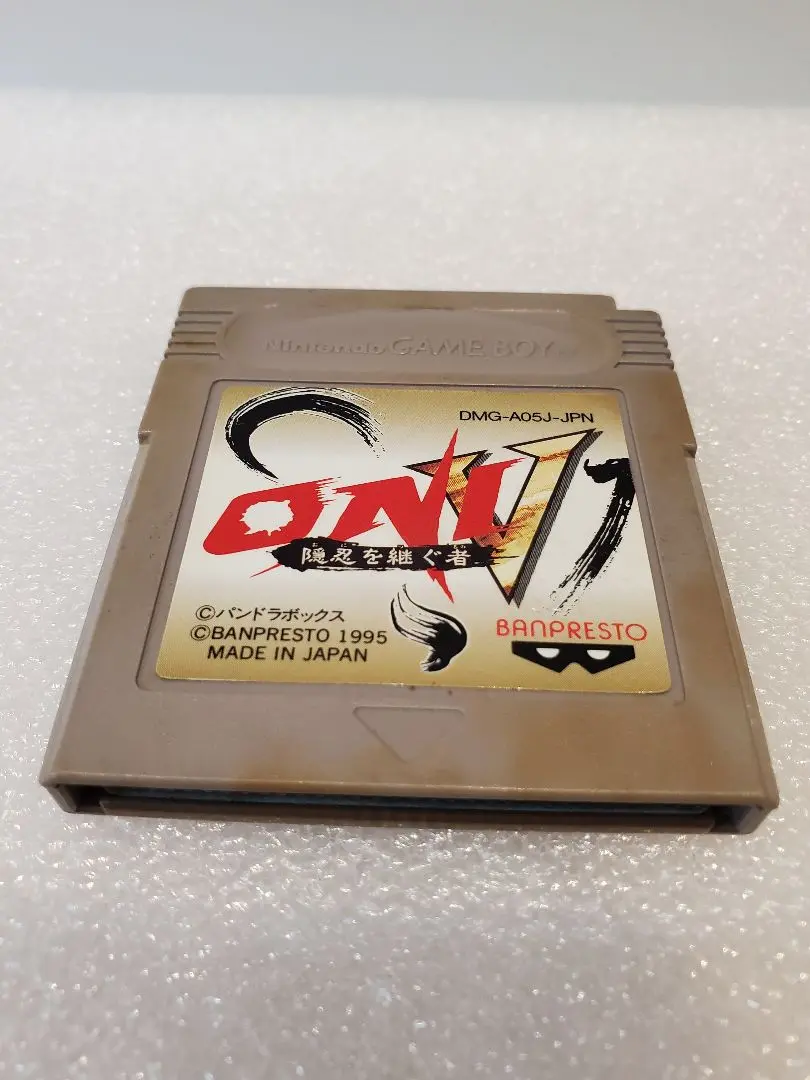 Nintendo GAME BOY
DMG-A05J-JPN
ONI V
隠忍を継ぐ者
©パンドラボックス
©BANPRESTO 1995
MADE IN JAPAN
BANPRESTO